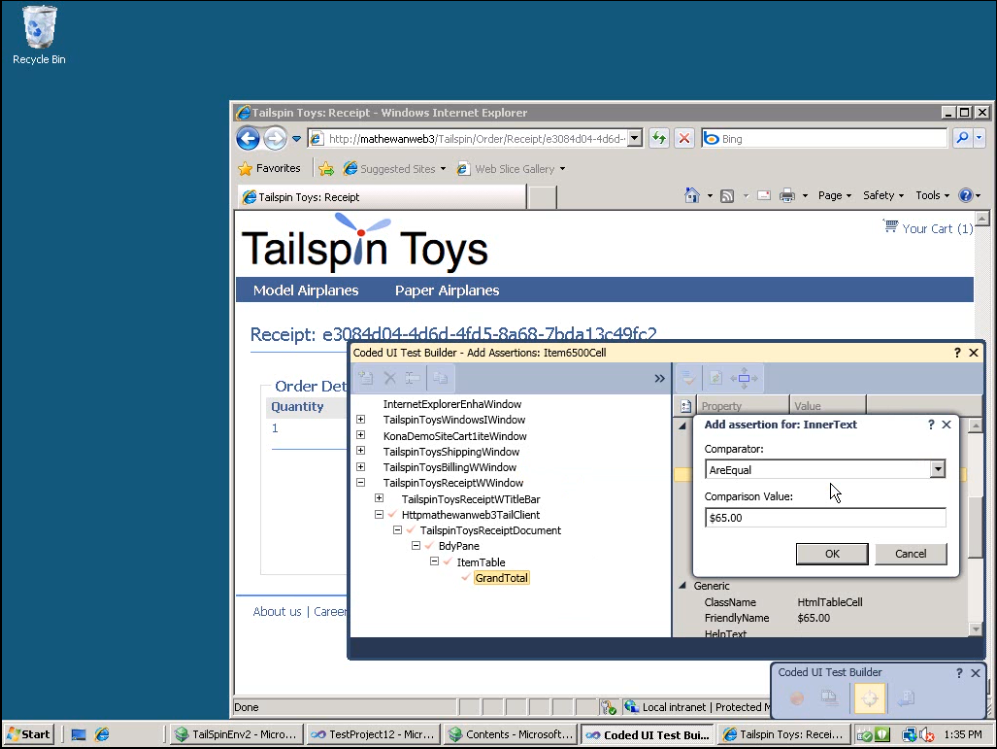 Recycle Bin
Tailspin Toys: Receipt - Windows Internet Explorer
http://mathewanweb3/Tailspin/Order/Receipt/e3084d04-4d6d-
Bing
Favorites
Suggested Sites
Web Slice Gallery
Tailspin Toys: Receipt
Page
Safety
Tools
Tailspin Toys
Your Cart (1)
Model Airplanes
Paper Airplanes
Receipt: e3084d04-4d6d-4fd5-8a68-7bda13c49fc2
Order Det
Quantity
1
About us | Career
Coded UI Test Builder - Add Assertions: Item6500Cell
InternetExplorerEnhaWindow
TailspinToysWindowsIWindow
KonaDemoSiteCart1iteWindow
TailspinToysShippingWindow
TailspinToysBillingWWindow
TailspinToysReceiptWWindow
TailspinToysReceiptWTitleBar
Httpmathewanweb3TailClient
TailspinToysReceiptDocument
BdyPane
ItemTable
GrandTotal
Property
Value
Add assertion for: InnerText
Comparator:
AreEqual
Comparison Value:
$65.00
OK
Cancel
Generic
ClassName HtmlTableCell
FriendlyName $65.00
HelpText
Coded UI Test Builder
Done
Local intranet | Protected M
Start
TailSpinEnv2 - Micro...
TestProject12 - Micr...
Contents - Microsoft...
Coded UI Test Bui...
Tailspin Toys: Recei...
1:35 PM